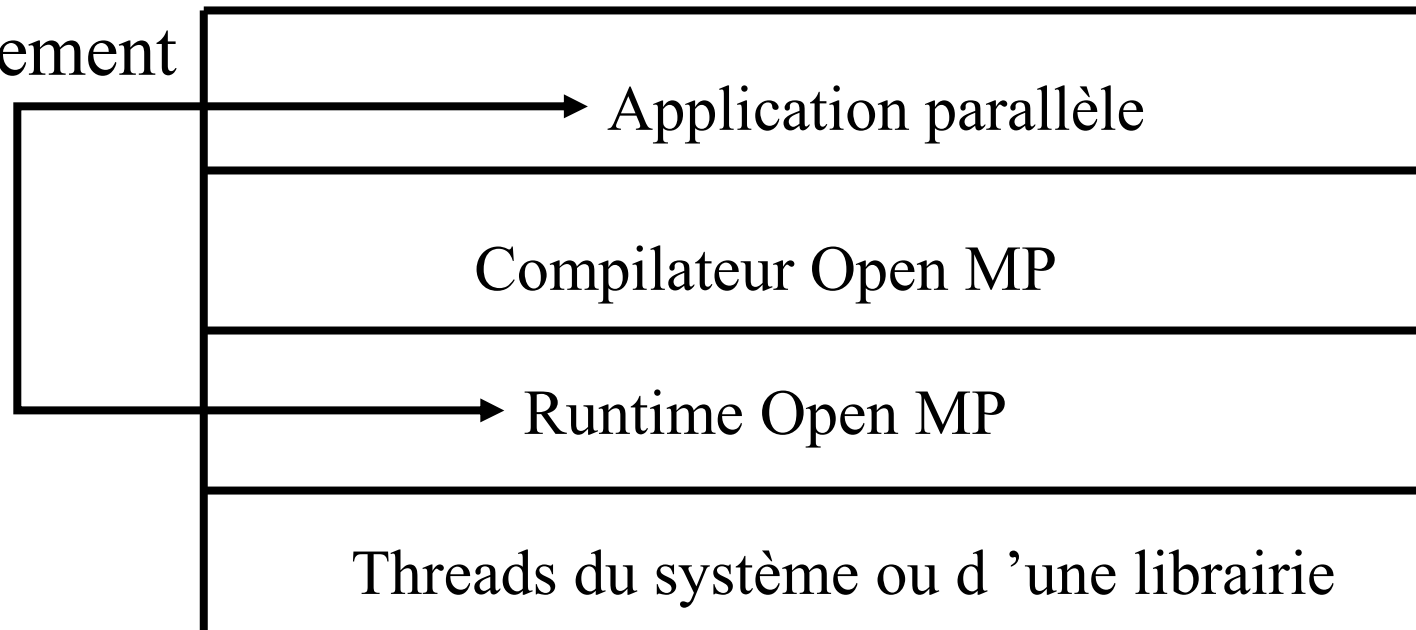 ement
Application parallèle
Compilateur Open MP
Runtime Open MP
Threads du système ou d ’une librairie